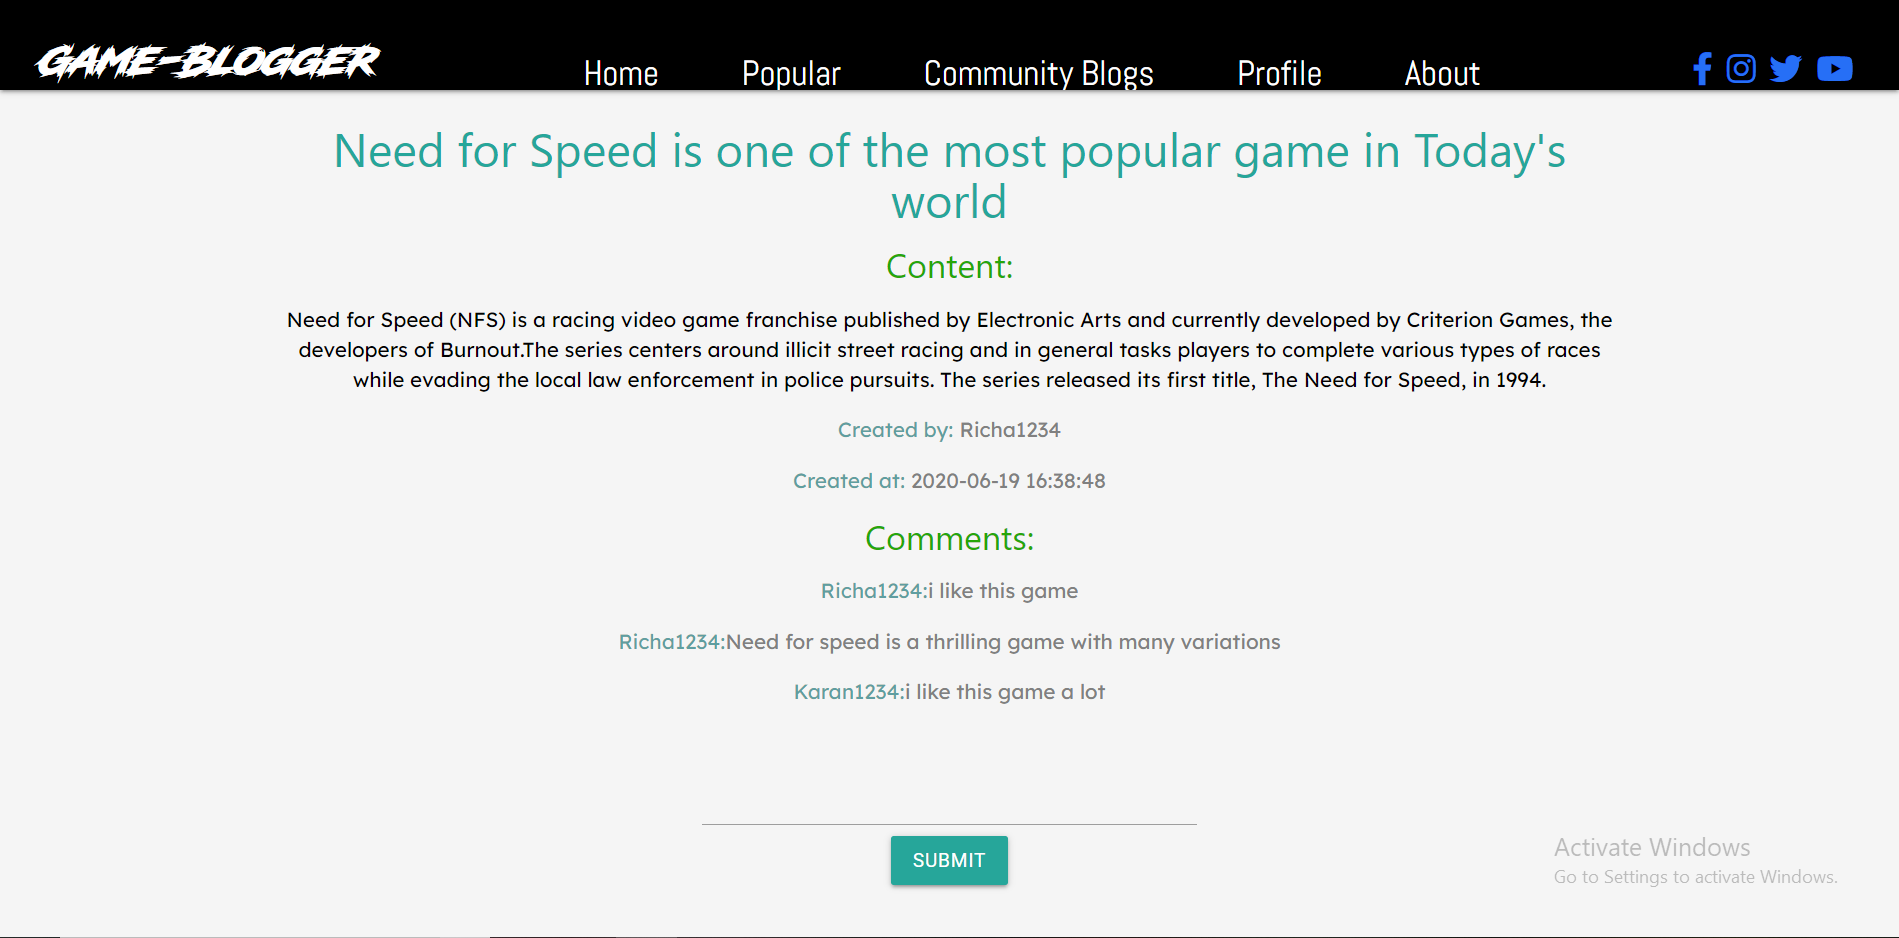 GAME-BLOGGER
Home Popular Community Blogs Profile About
Need for Speed is one of the most popular game in Today's
world
Content:
Need for Speed (NFS) is a racing video game franchise published by Electronic Arts and currently developed by Criterion Games, the
developers of Burnout.The series centers around illicit street racing and in general tasks players to complete various types of races
while evading the local law enforcement in police pursuits. The series released its first title, The Need for Speed, in 1994.
Created by: Richa1234
Created at: 2020-06-19 16:38:48
Comments:
Richa1234:i like this game
Richa1234:Need for speed is a thrilling game with many variations
Karan1234:i like this game a lot
SUBMIT
Activate Windows
Go to Settings to activate Windows.